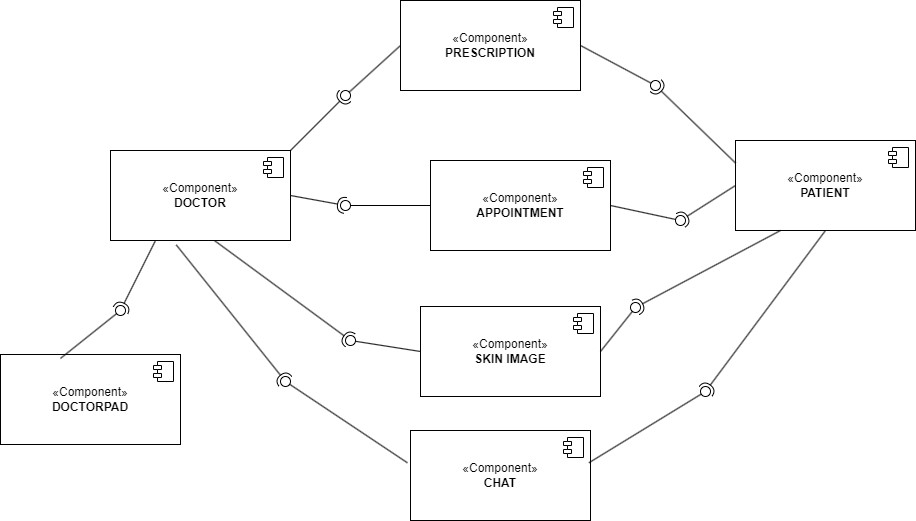 «Component»
PRESCRIPTION
«Component»
DOCTOR
«Component»
APPOINTMENT
«Component»
PATIENT
«Component»
SKIN IMAGE
«Component»
DOCTORPAD
«Component»
CHAT